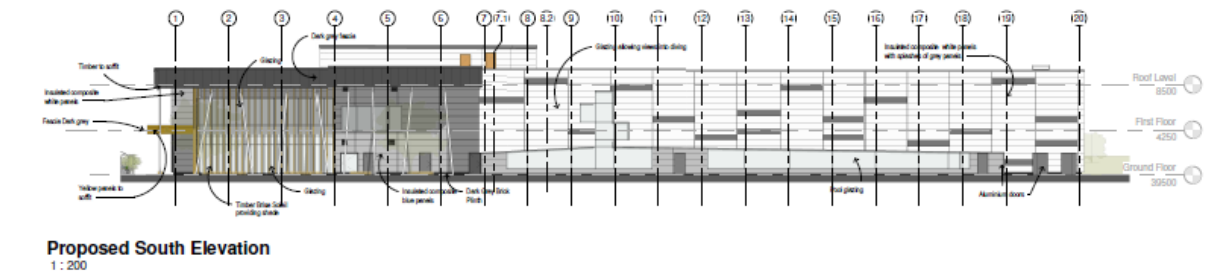 1 2 3 4 5 6 7 (7.1) 8 8.2) 9 (10) (11) (12) (13) (14) (15) (16) (17) (18) (19) (20)
Dark grey fascia
Glazing
Timber to soffit
Insulated composite
white panels
Fascia Dark grey
Glazing allowing views into diving
Insulated composite white panels
with splashes of grey panels
Roof Level
8500
First Floor
4250
Ground Floor
39500
Yellow panels to
soffit
Timber Brise Soleil
providing shade
Glazing
Insulated composite
blue panels
Dark Grey Brick
Plinth
Pool glazing
Aluminium doors
Proposed South Elevation
1 : 200